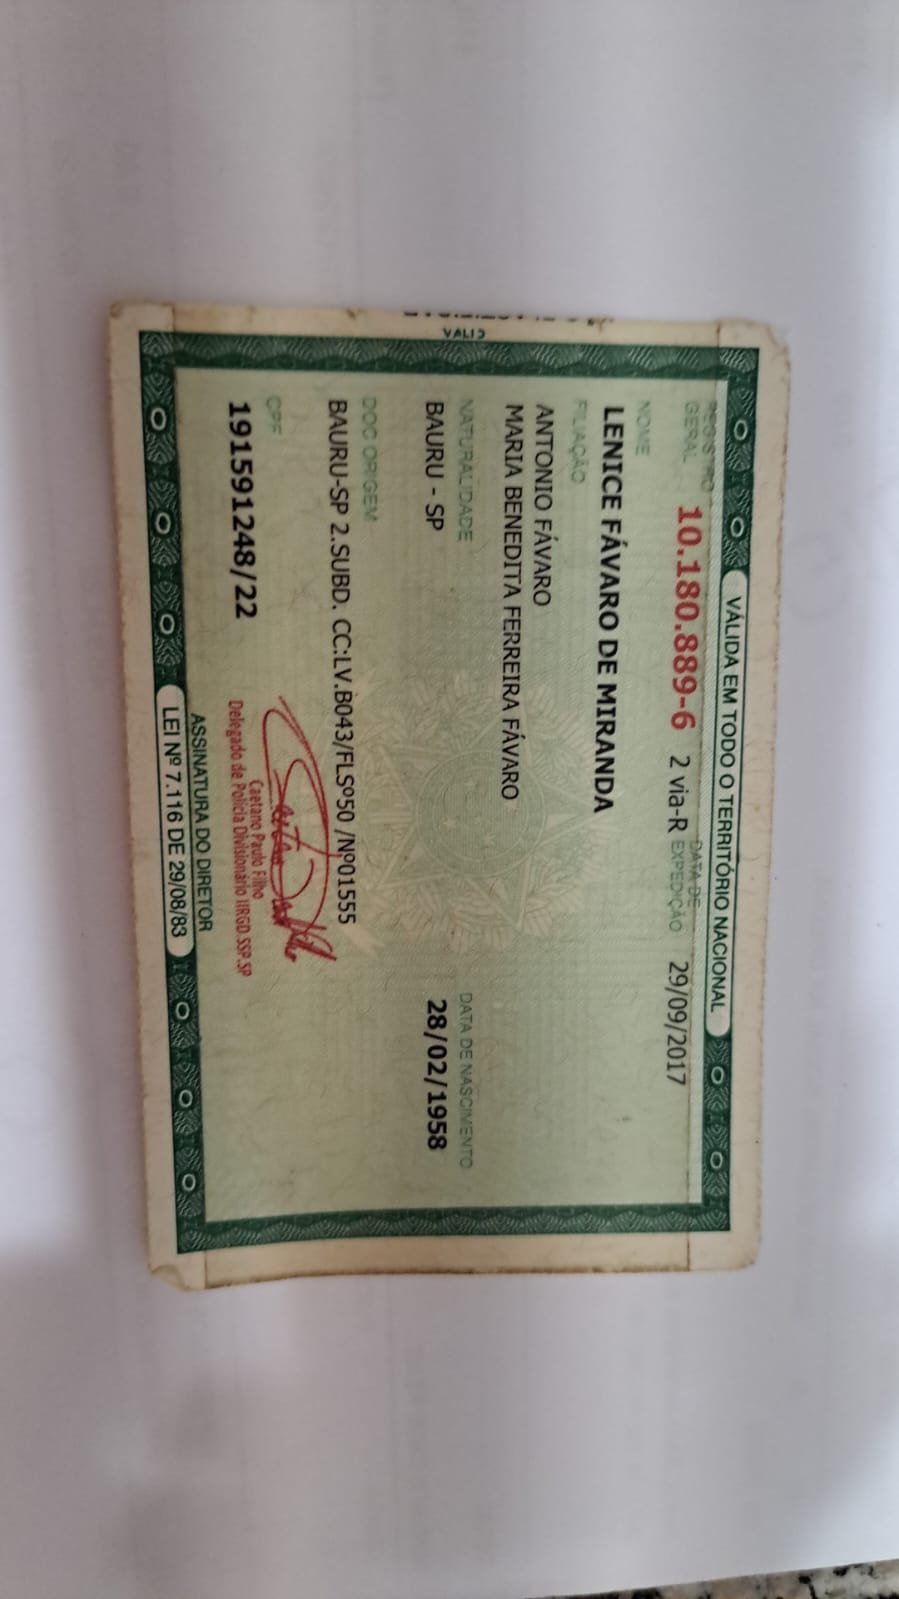 VÁLIDA EM TODO O TERRITÓRIO NACIONAL
REGISTRO GERAL 10.180.889-6 2 via-R DATA DE EXPEDIÇÃO 29/09/2017
NOME
LENICE FÁVARO DE MIRANDA
FILIAÇÃO
ANTONIO FÁVARO
MARIA BENEDITA FERREIRA FÁVARO
NATURALIDADE DATA DE NASCIMENTO
BAURU - SP 28/02/1958
DOC ORIGEM
BAURU-SP 2.SUBD. CC:LV.B043/FLSº50 /Nº01555
CPF
191591248/22
Caetano Paulo Filho
Delegado de Polícia Divisionário IIRGD.SSP.SP
ASSINATURA DO DIRETOR
LEI Nº 7.116 DE 29/08/83